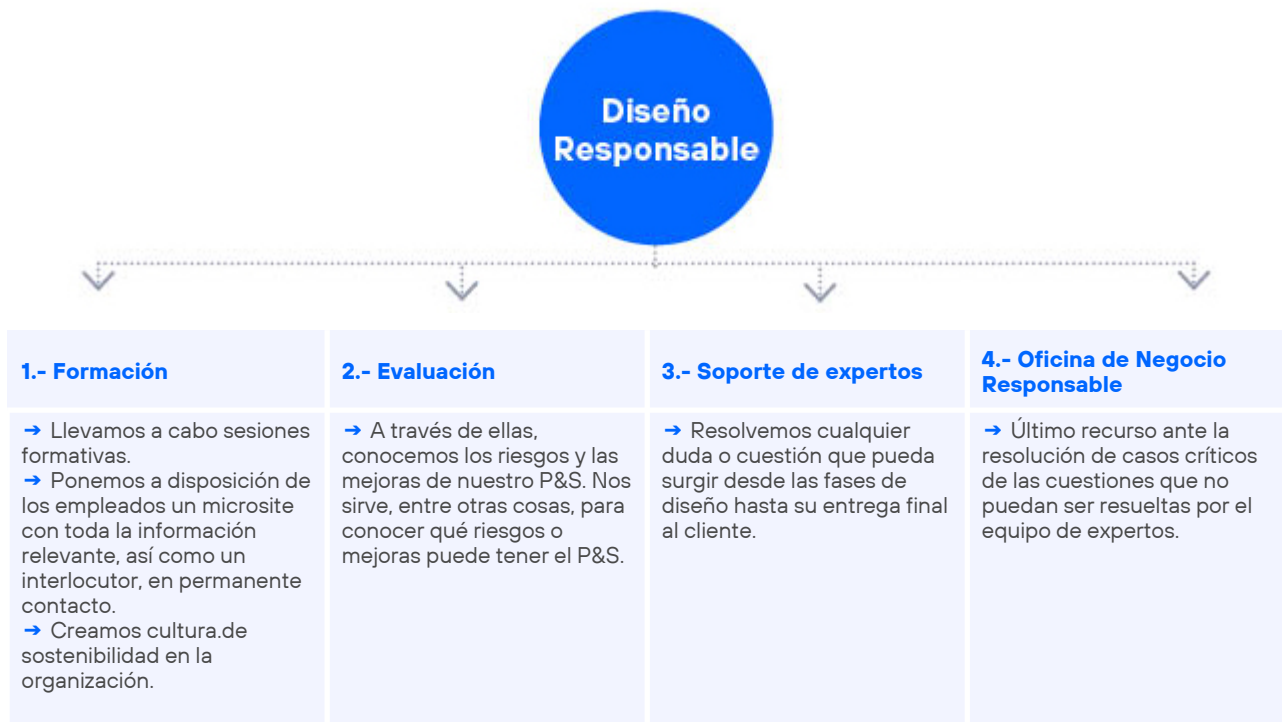 Diseño
Responsable
1.- Formación
➔ Llevamos a cabo sesiones
formativas.
➔ Ponemos a disposición de
los empleados un microsite
con toda la información
relevante, así como un
interlocutor, en permanente
contacto.
➔ Creamos cultura.de
sostenibilidad en la
organización.
2.- Evaluación
➔ A través de ellas,
conocemos los riesgos y las
mejoras de nuestro P&S. Nos
sirve, entre otras cosas, para
conocer qué riesgos o
mejoras puede tener el P&S.
3.- Soporte de expertos
➔ Resolvemos cualquier
duda o cuestión que pueda
surgir desde las fases de
diseño hasta su entrega final
al cliente.
4.- Oficina de Negocio
Responsable
➔ Último recurso ante la
resolución de casos críticos
de las cuestiones que no
puedan ser resueltas por el
equipo de expertos.